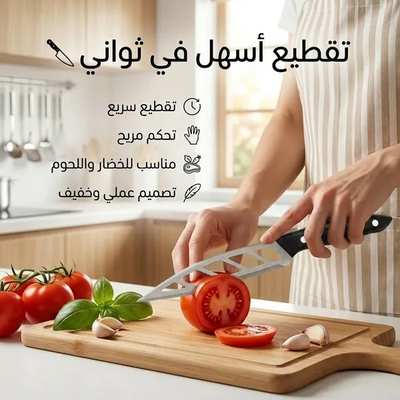 تقطيع أسهل في ثواني
تقطيع سريع
تحكم مريح
مناسب للخضار واللحوم
تصميم عملي وخفيف